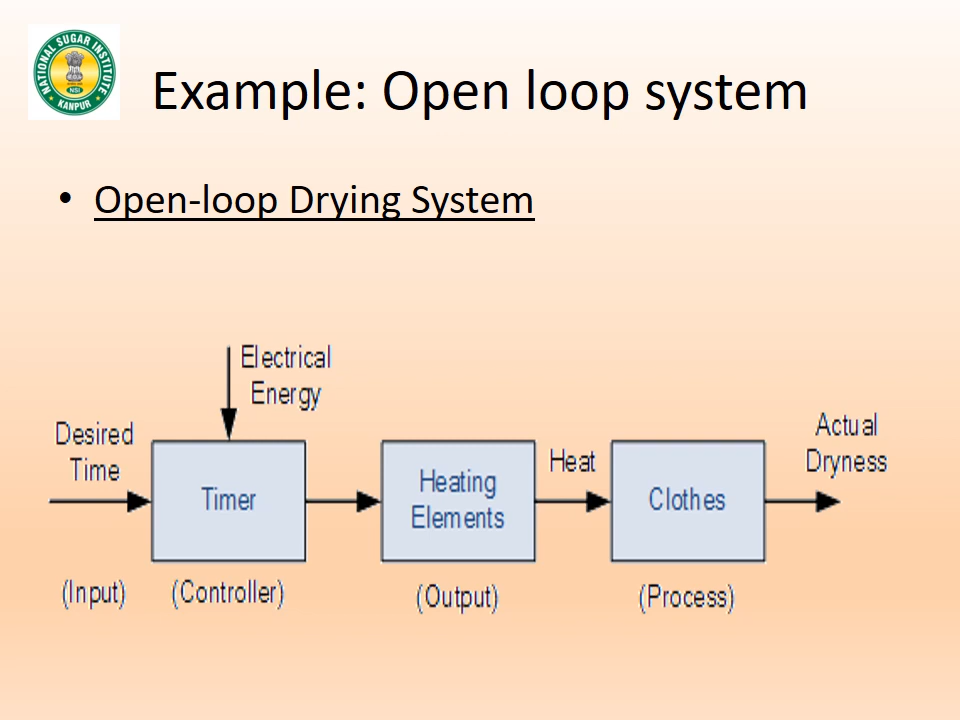 NATIONAL SUGAR INSTITUTE
NSI
KANPUR
Example: Open loop system
• Open-loop Drying System
Electrical
Energy
Desired
Time
Timer
Heating
Elements
Heat
Clothes
Actual
Dryness
(Input)
(Controller)
(Output)
(Process)